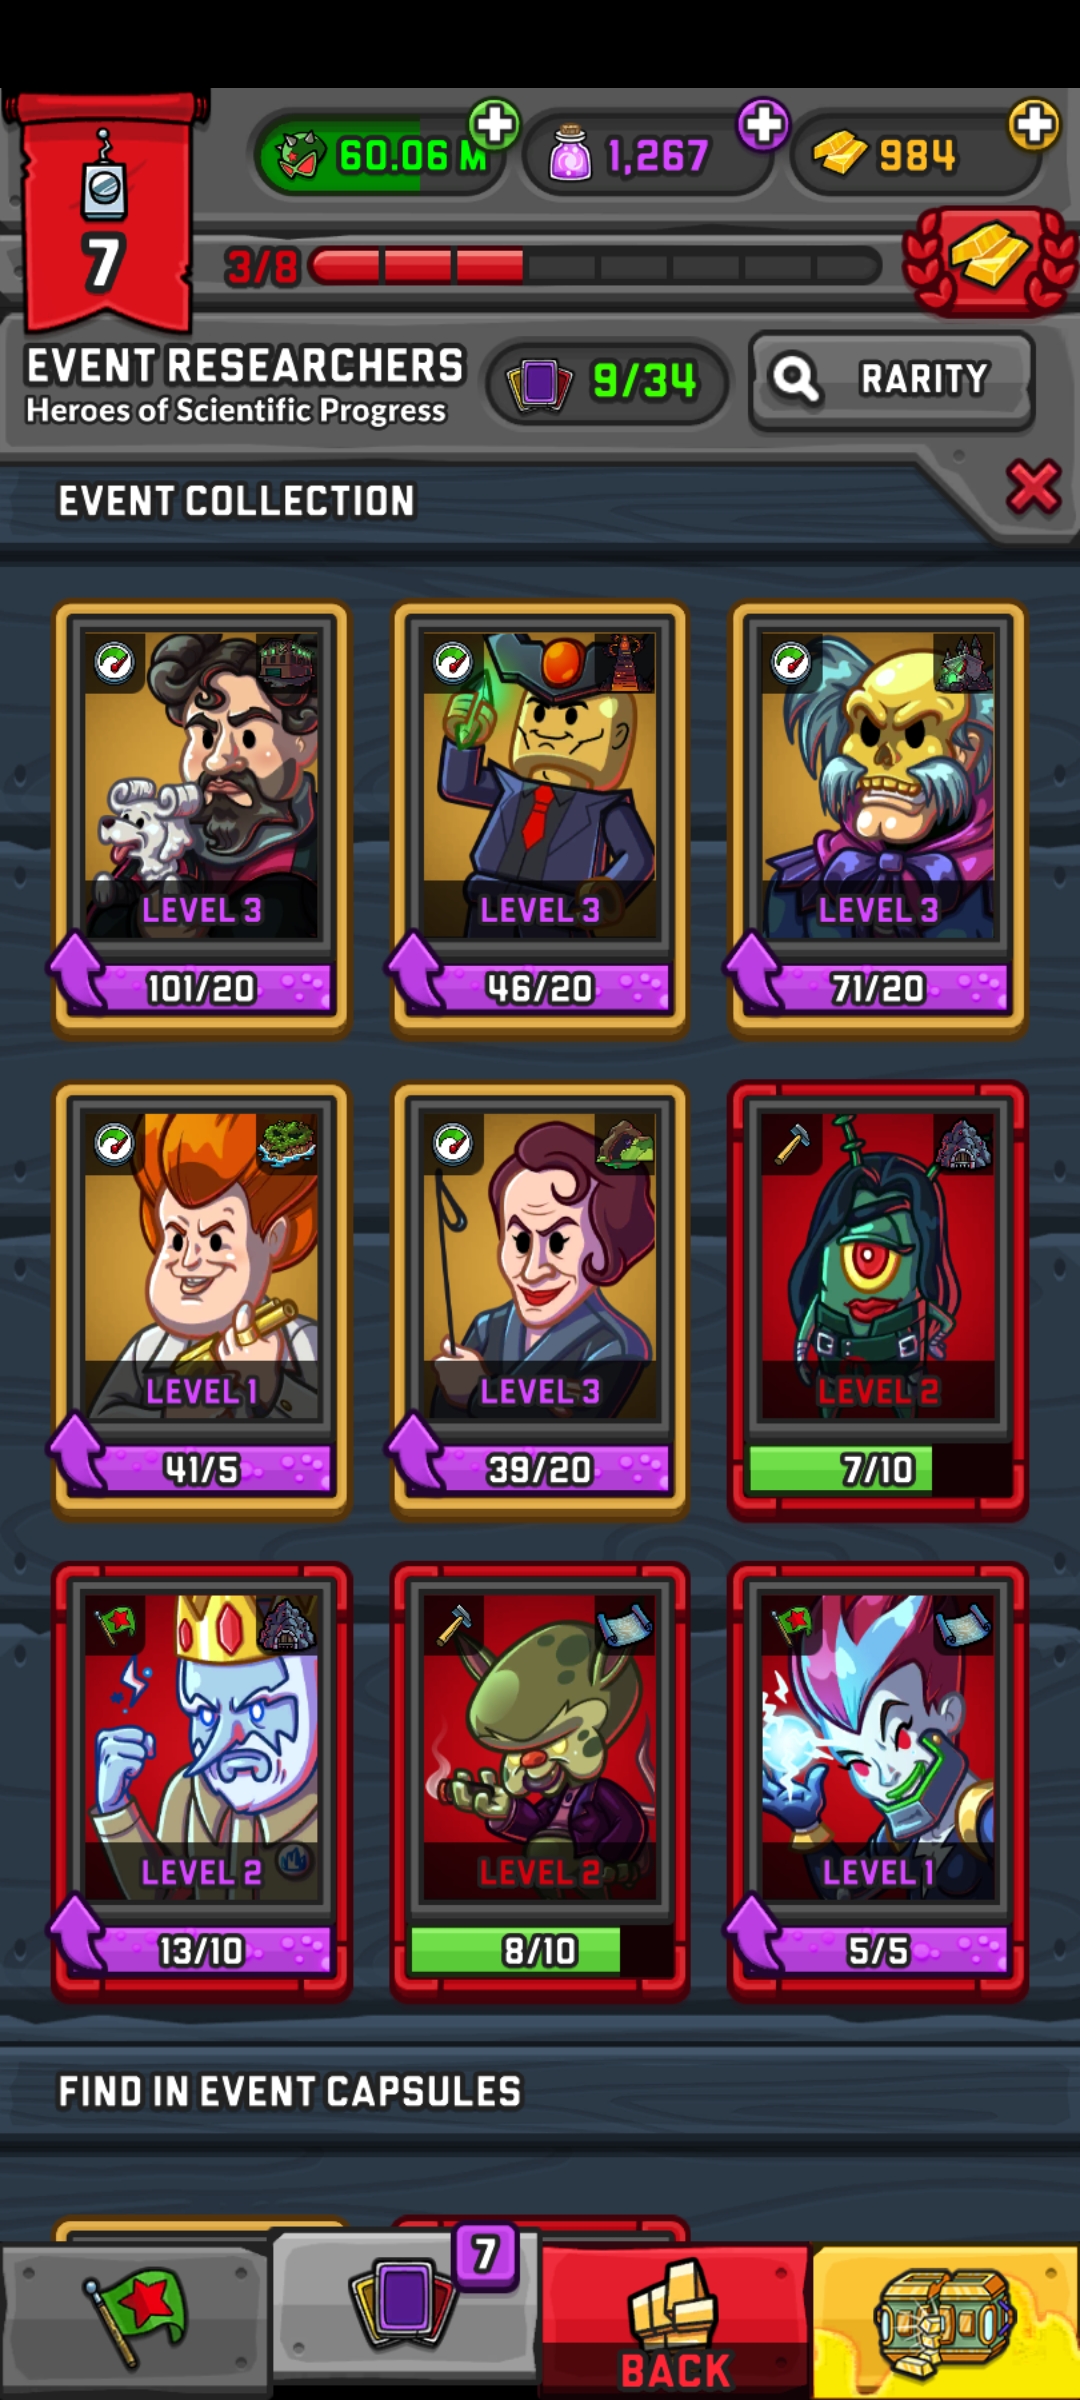 60.06 M
1,267
984
7
3/8
EVENT RESEARCHERS
Heroes of Scientific Progress
9/34
RARITY
EVENT COLLECTION
LEVEL 3
LEVEL 3
LEVEL 3
101/20
46/20
71/20
LEVEL 1
LEVEL 3
LEVEL 2
41/5
39/20
7/10
LEVEL 2
LEVEL 2
LEVEL 1
13/10
8/10
5/5
FIND IN EVENT CAPSULES
7
BACK